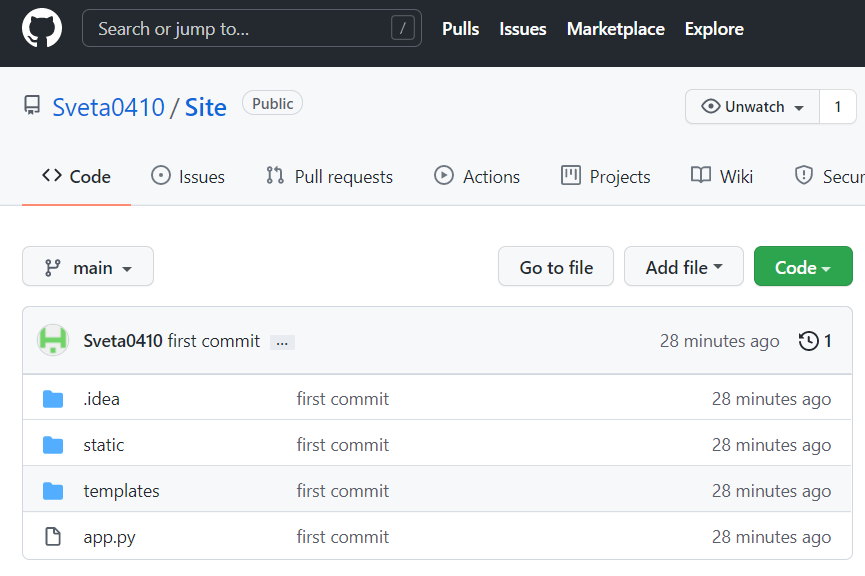 Search or jump to... / Pulls Issues Marketplace Explore
Sveta0410 / Site Public Unwatch 1
Code Issues Pull requests Actions Projects Wiki Secur
main Go to file Add file Code
Sveta0410 first commit ... 28 minutes ago 1
.idea first commit 28 minutes ago
static first commit 28 minutes ago
templates first commit 28 minutes ago
app.py first commit 28 minutes ago